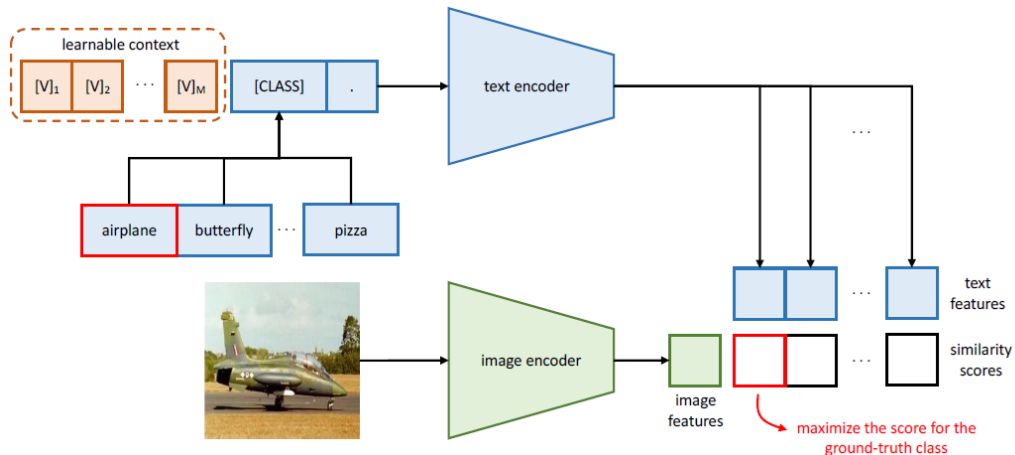 learnable context
[V]₁ [V]₂ ... [V]ₘ [CLASS] .
text encoder
...
airplane butterfly ... pizza
... text
features
image encoder
... similarity
scores
image
features
maximize the score for the
ground-truth class